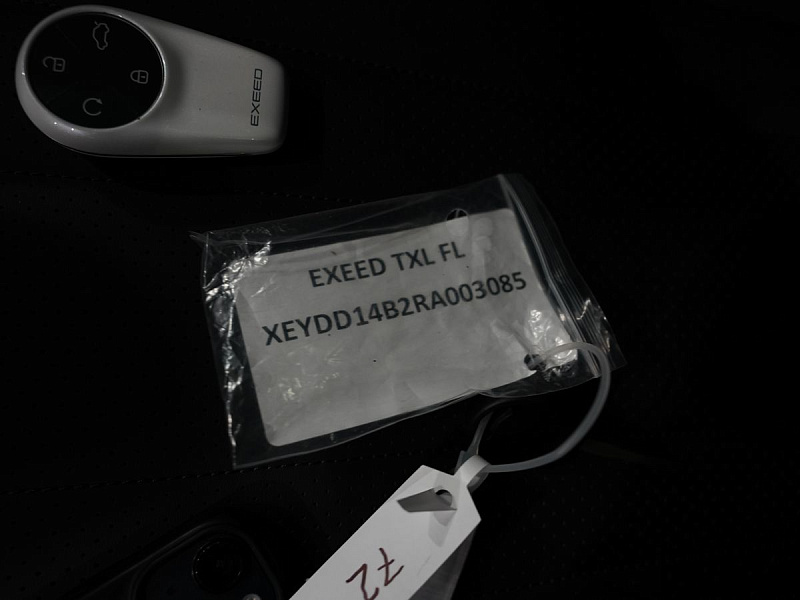 EXEED
EXEED TXL FL
XEYDD14B2RA003085
72